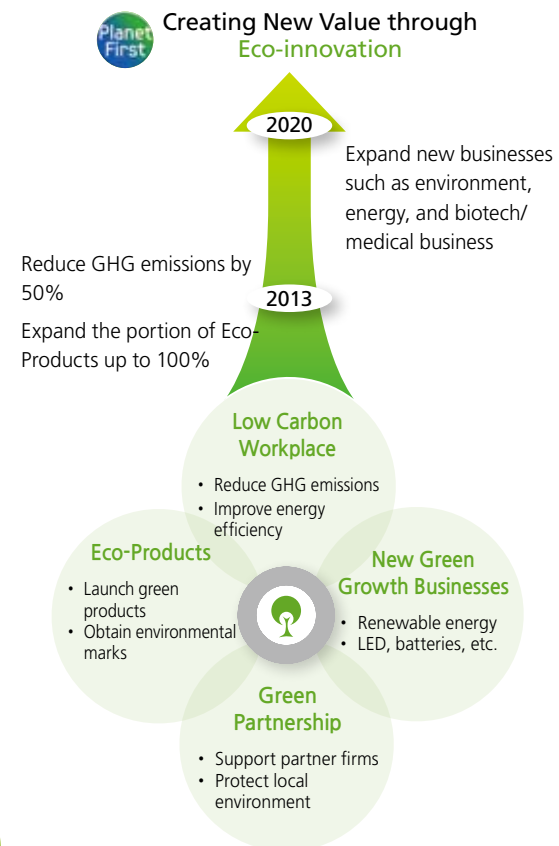 Planet
First
Creating New Value through
Eco-innovation
2020
Expand new businesses
such as environment,
energy, and biotech/
medical business
Reduce GHG emissions by
50%
2013
Expand the portion of Eco-
Products up to 100%
Low Carbon
Workplace
• Reduce GHG emissions
• Improve energy
efficiency
Eco-Products
• Launch green
products
• Obtain environmental
marks
New Green
Growth Businesses
• Renewable energy
• LED, batteries, etc.
Green
Partnership
• Support partner firms
• Protect local
environment